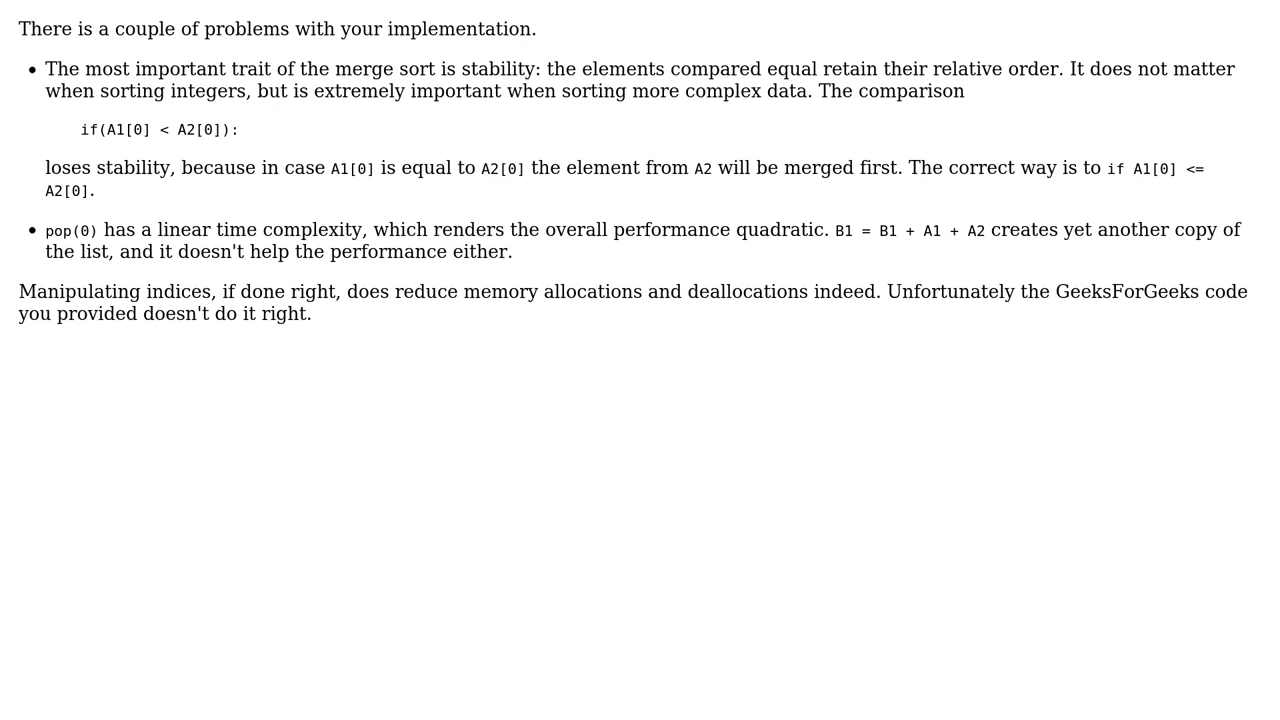 There is a couple of problems with your implementation.
• The most important trait of the merge sort is stability: the elements compared equal retain their relative order. It does not matter
when sorting integers, but is extremely important when sorting more complex data. The comparison
if(A1[0] < A2[0]):
loses stability, because in case A1[0] is equal to A2[0] the element from A2 will be merged first. The correct way is to if A1[0] <=
A2[0].
• pop(0) has a linear time complexity, which renders the overall performance quadratic. B1 = B1 + A1 + A2 creates yet another copy of
the list, and it doesn't help the performance either.
Manipulating indices, if done right, does reduce memory allocations and deallocations indeed. Unfortunately the GeeksForGeeks code
you provided doesn't do it right.